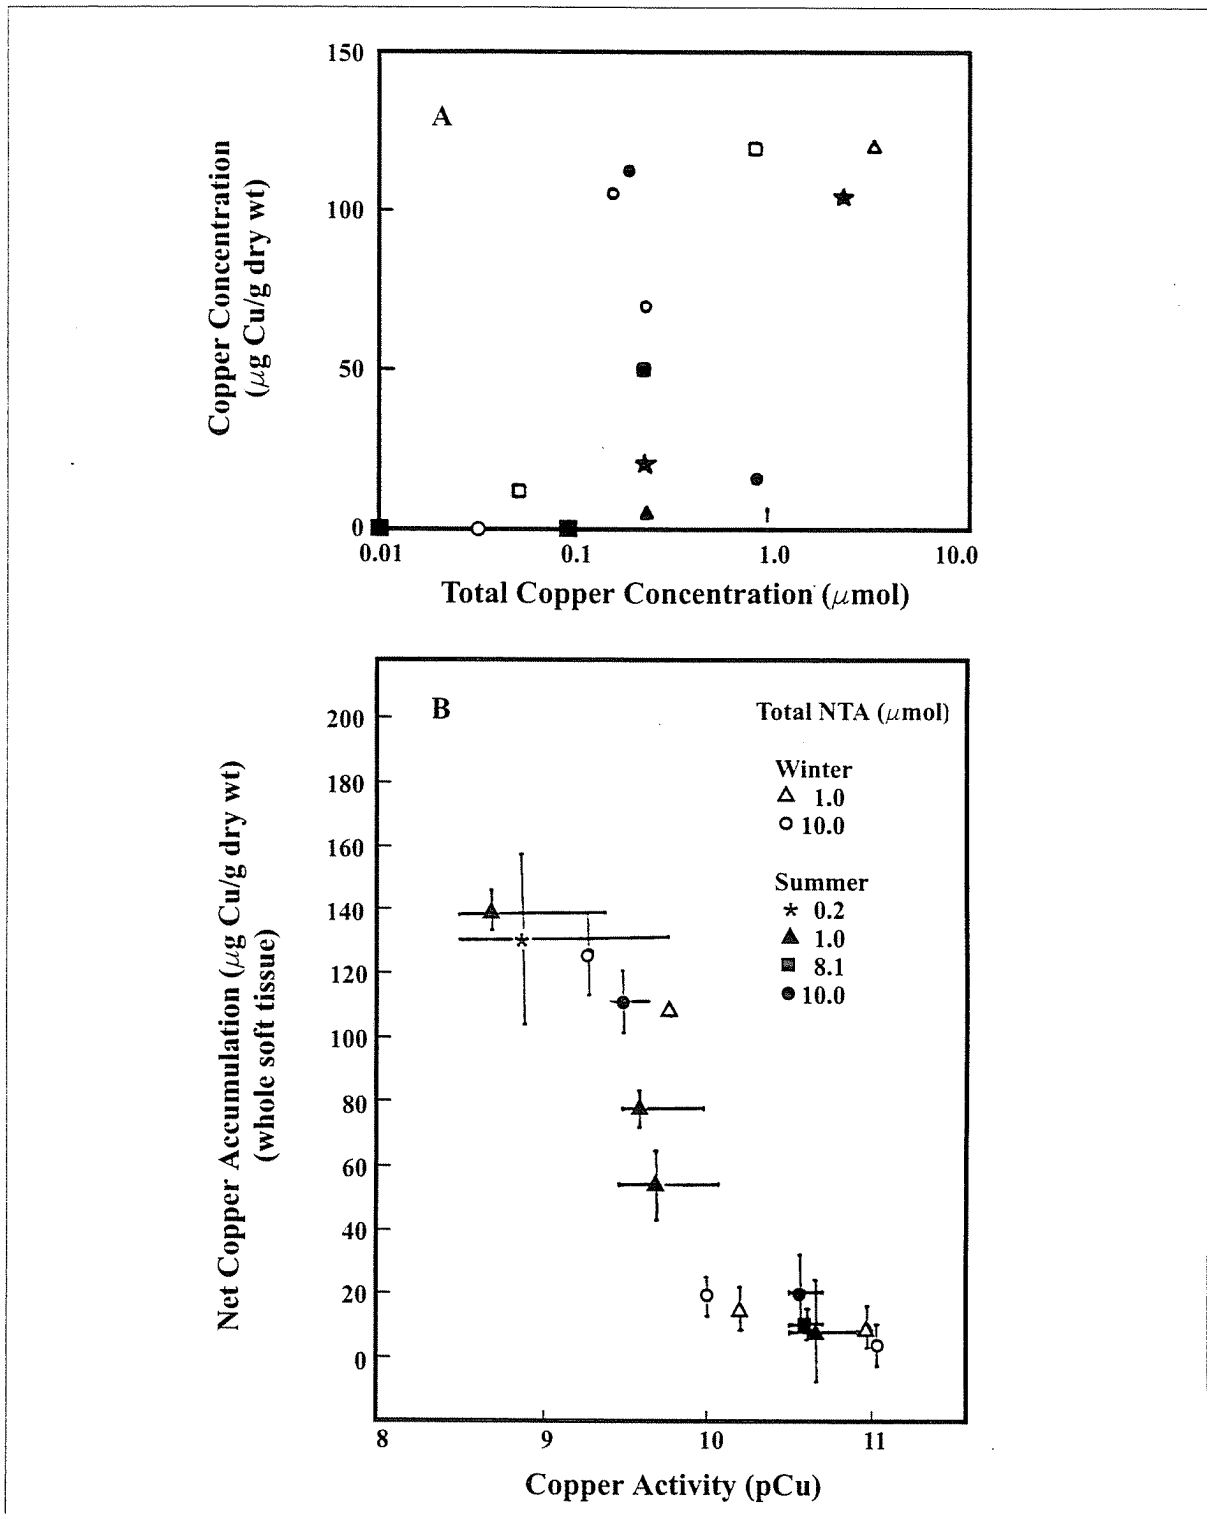 150
A
100
50
0
Copper Concentration
(μg Cu/g dry wt)
0.01 0.1 1.0 10.0
Total Copper Concentration (μmol)
B
Total NTA (μmol)
Winter
1.0
10.0
Summer
0.2
1.0
8.1
10.0
200
180
160
140
120
100
80
60
40
20
0
Net Copper Accumulation (μg Cu/g dry wt)
(whole soft tissue)
8 9 10 11
Copper Activity (pCu)